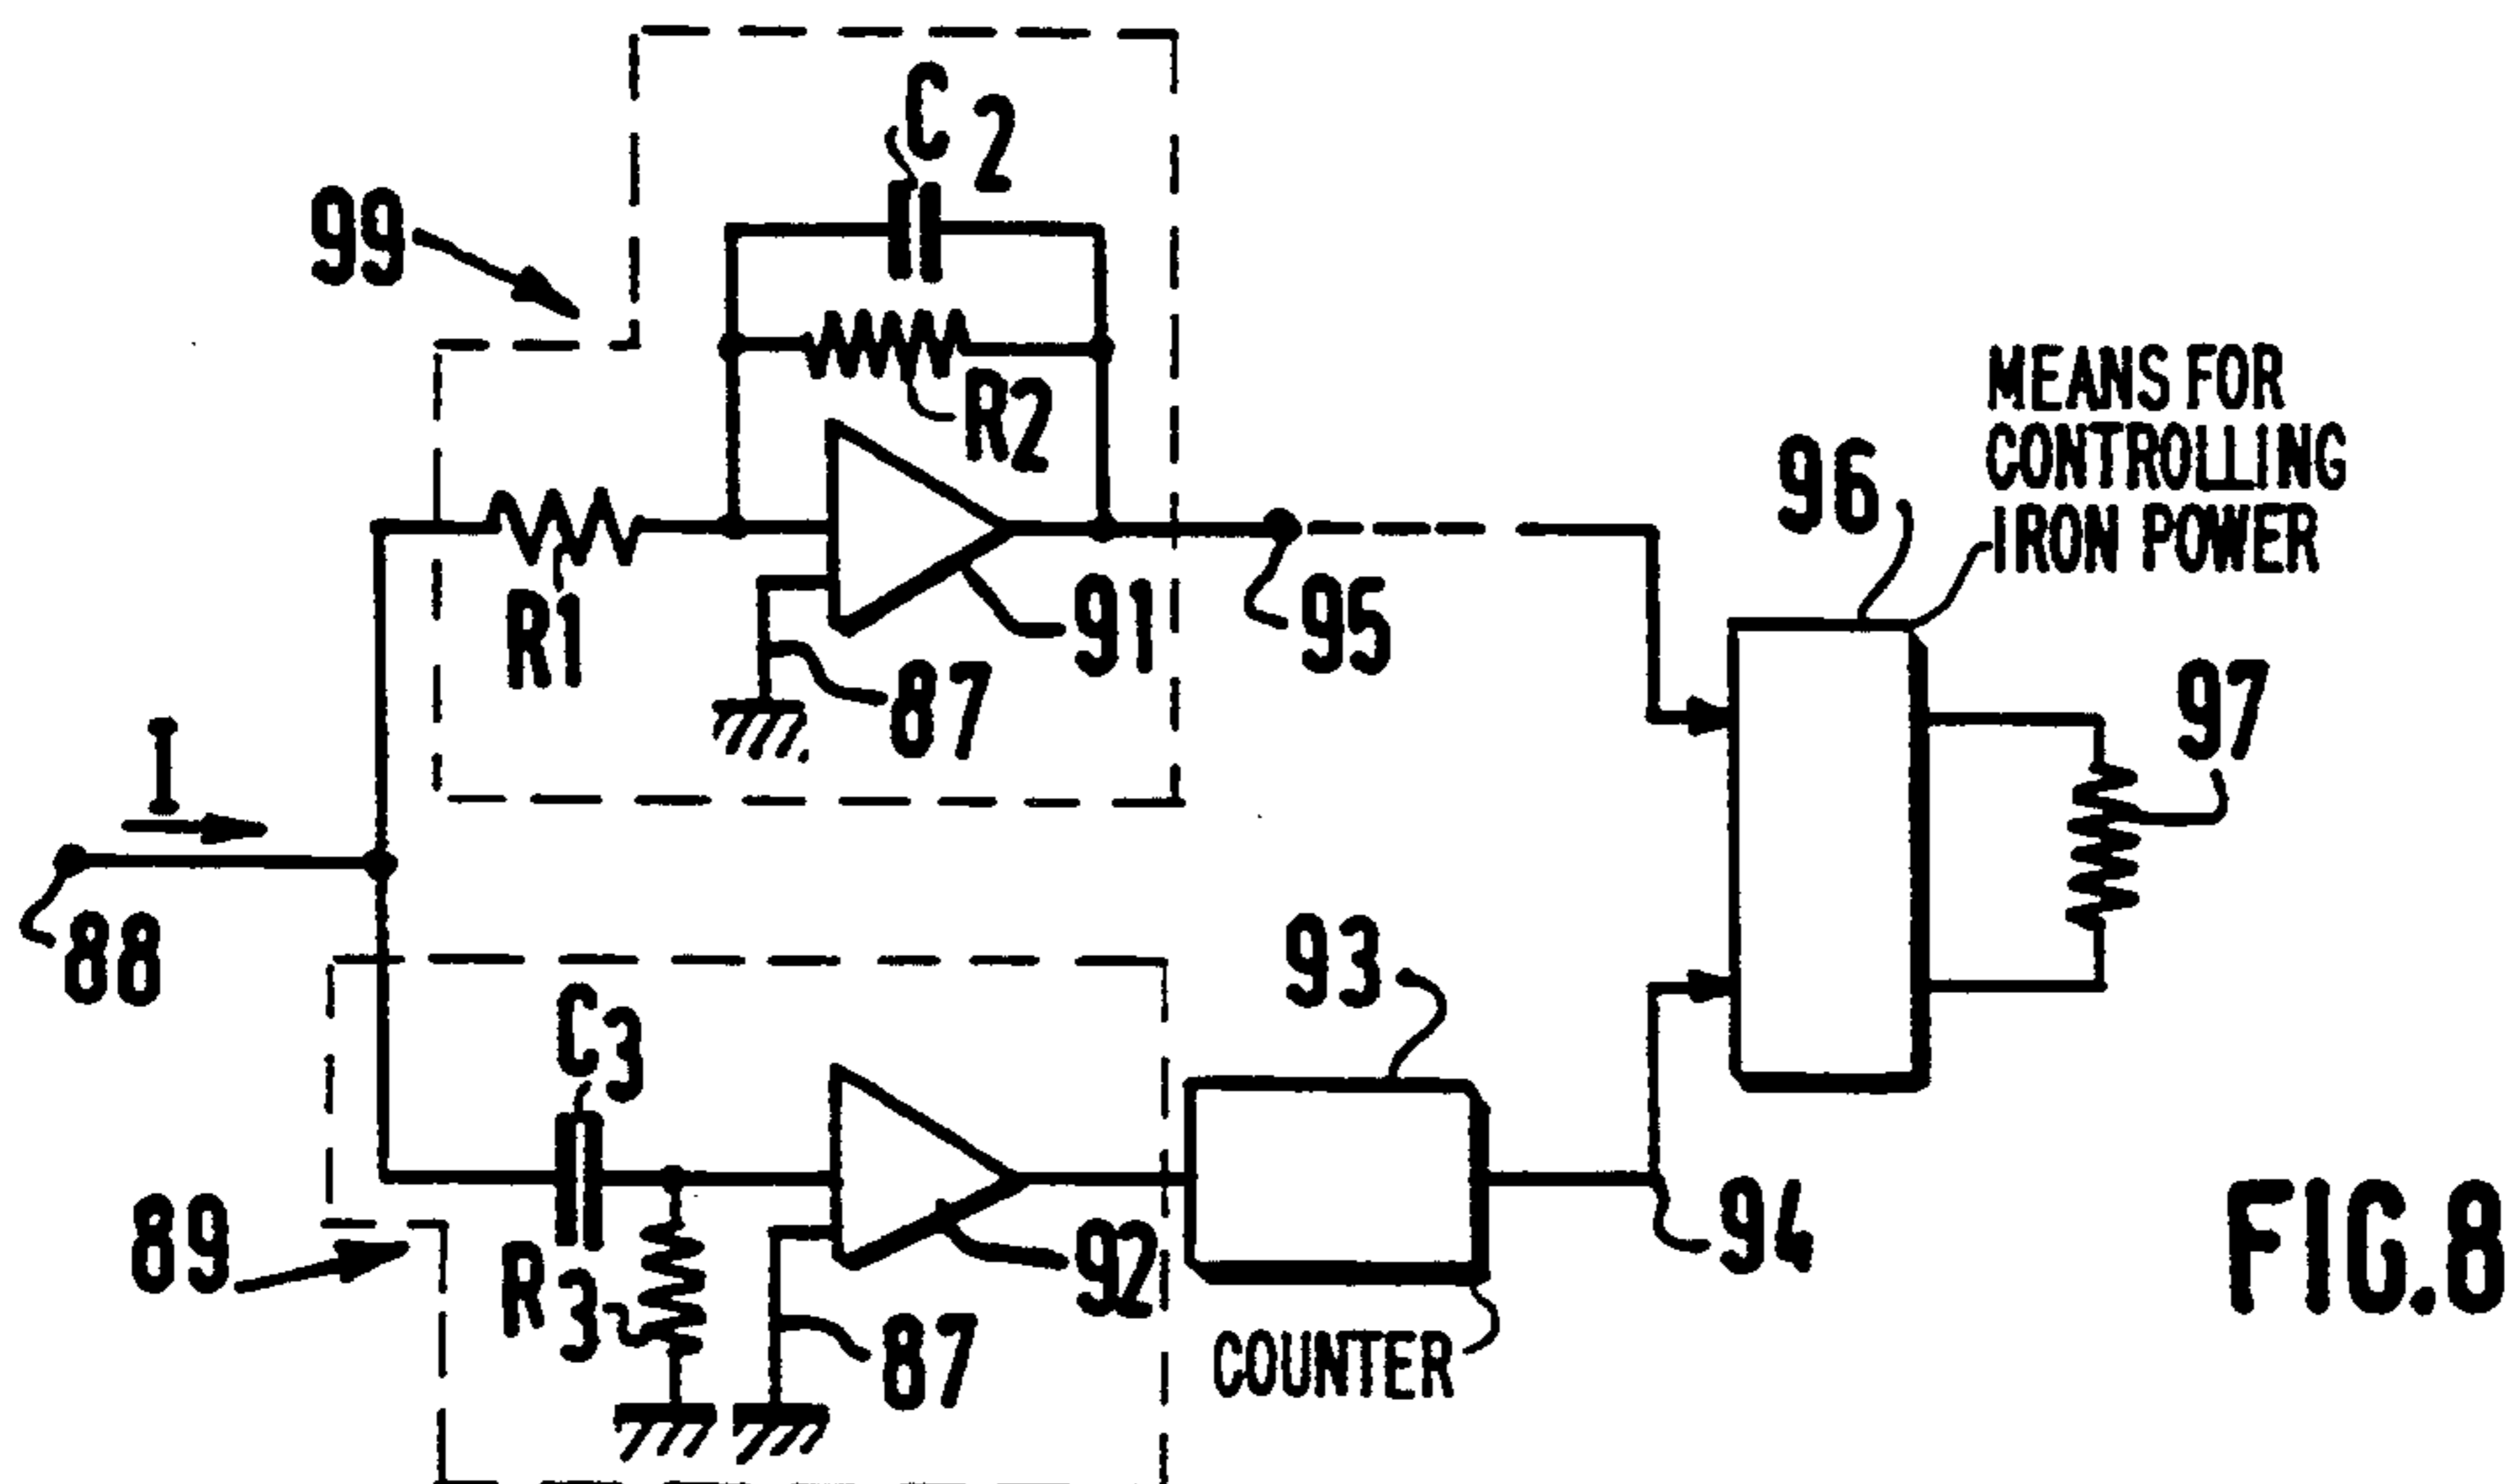 C2
99
R2
MEANS FOR
CONTROLLING
IRON POWER
96
R1
91
95
87
97
I
88
93
C3
89
R3
92
94
87
COUNTER
FIG.8